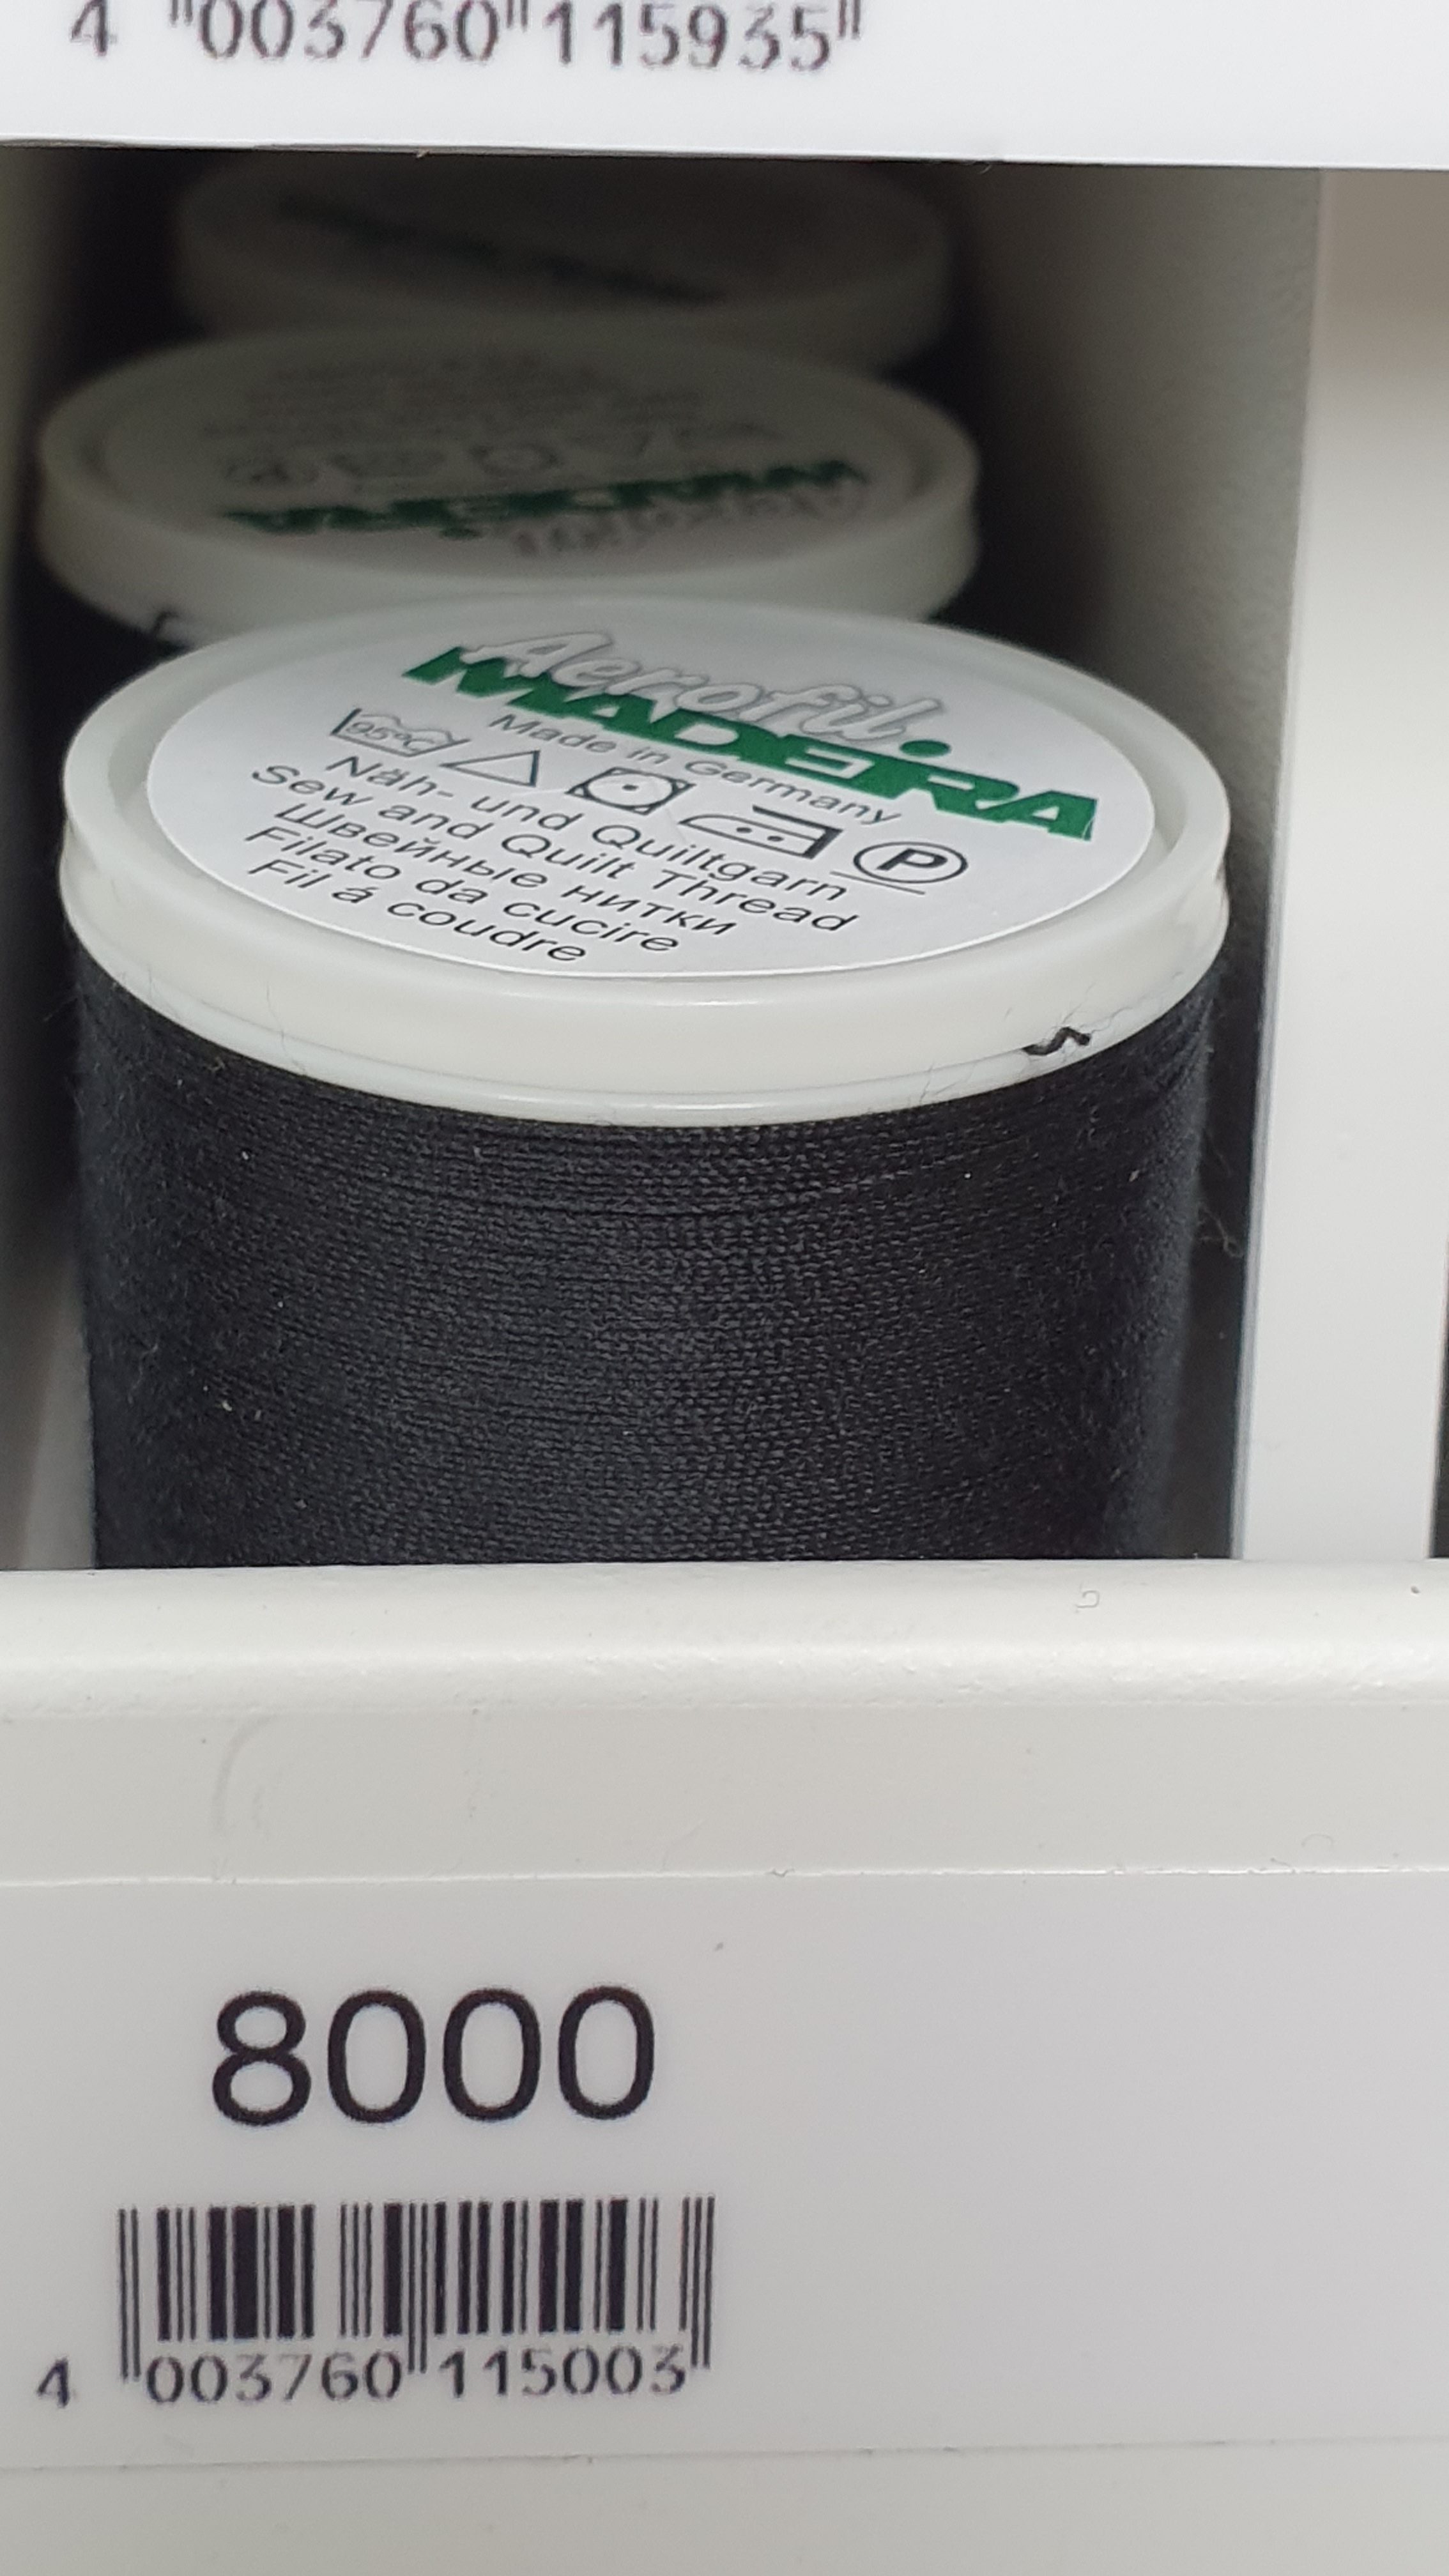 4 003760 115935
Aerofil
MADEIRA
Made in Germany
95°C P
Näh- und Quiltgarn
Sew and Quilt Thread
Швейные нитки
Filato da cucire
Fil á coudre
8000
4 003760 115003